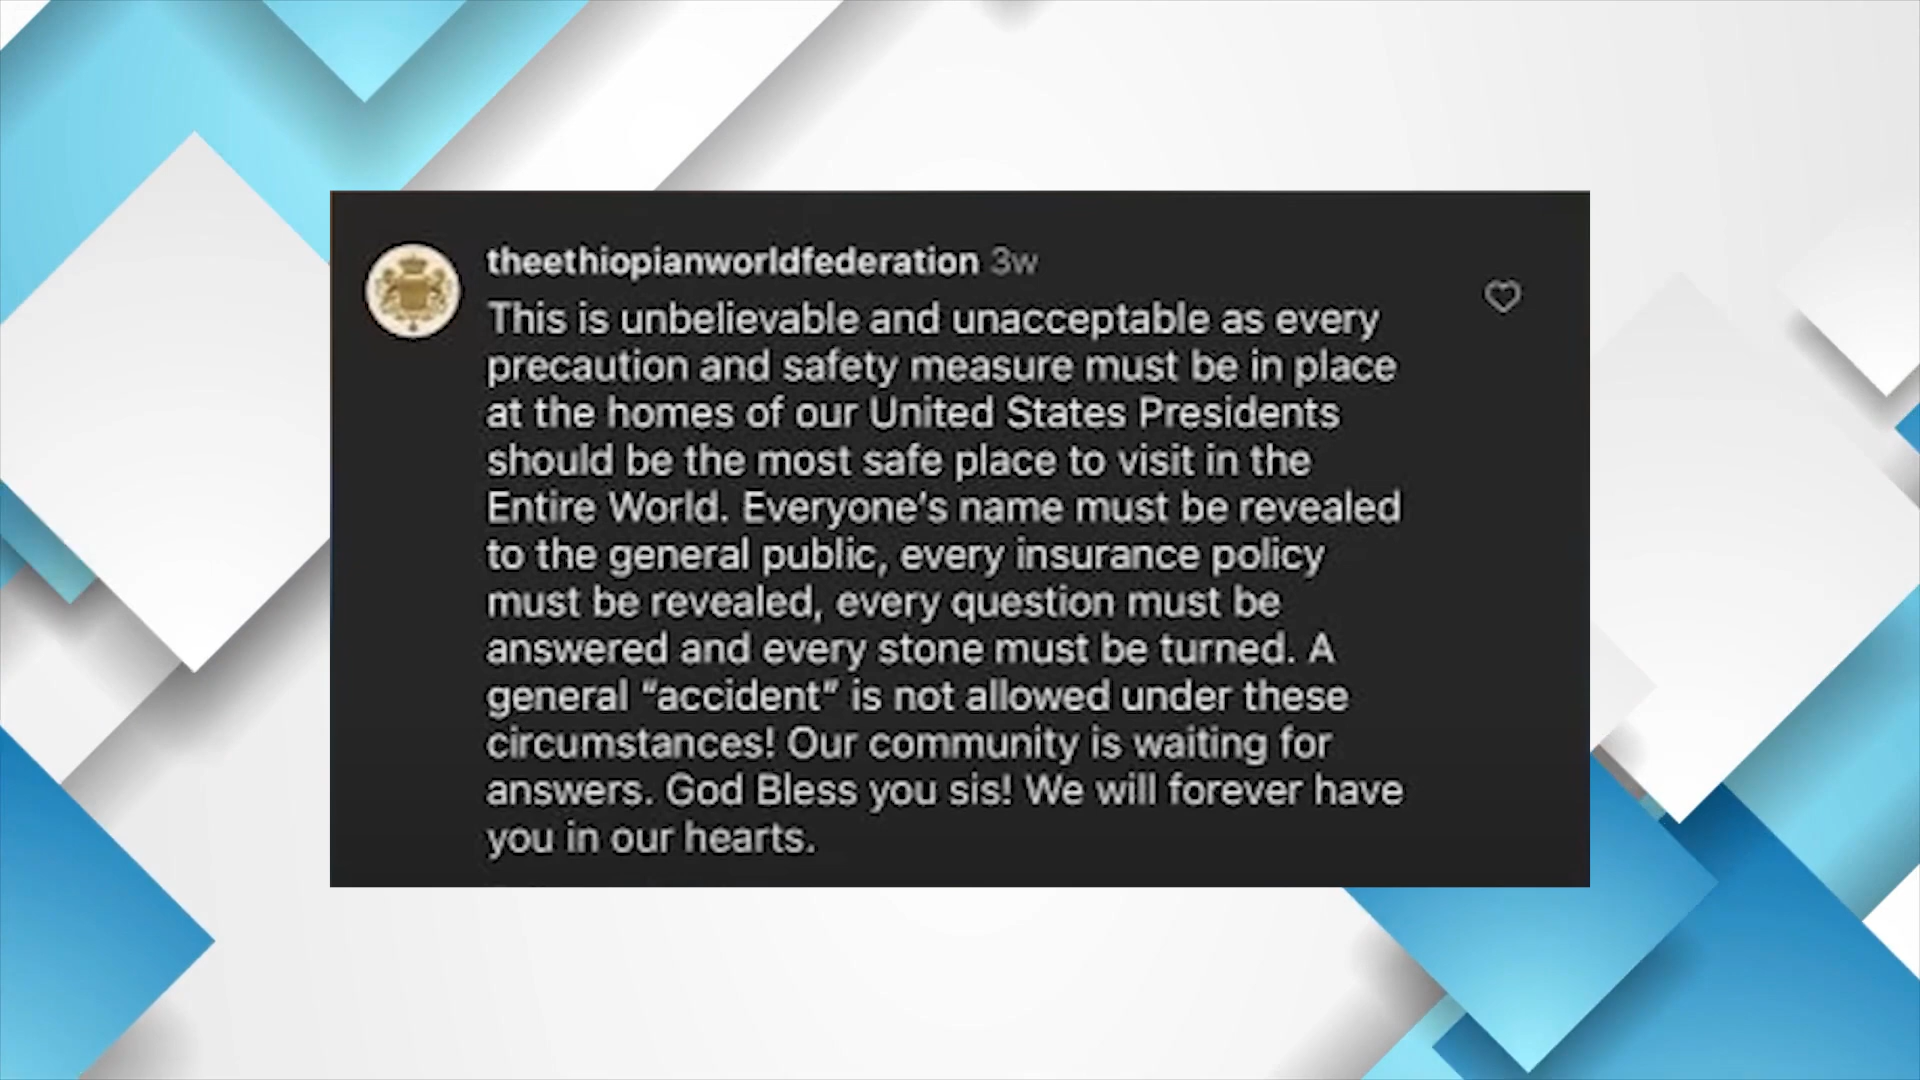 theethiopianworldfederation 3w
This is unbelievable and unacceptable as every
precaution and safety measure must be in place
at the homes of our United States Presidents
should be the most safe place to visit in the
Entire World. Everyone's name must be revealed
to the general public, every insurance policy
must be revealed, every question must be
answered and every stone must be turned. A
general “accident” is not allowed under these
circumstances! Our community is waiting for
answers. God Bless you sis! We will forever have
you in our hearts.